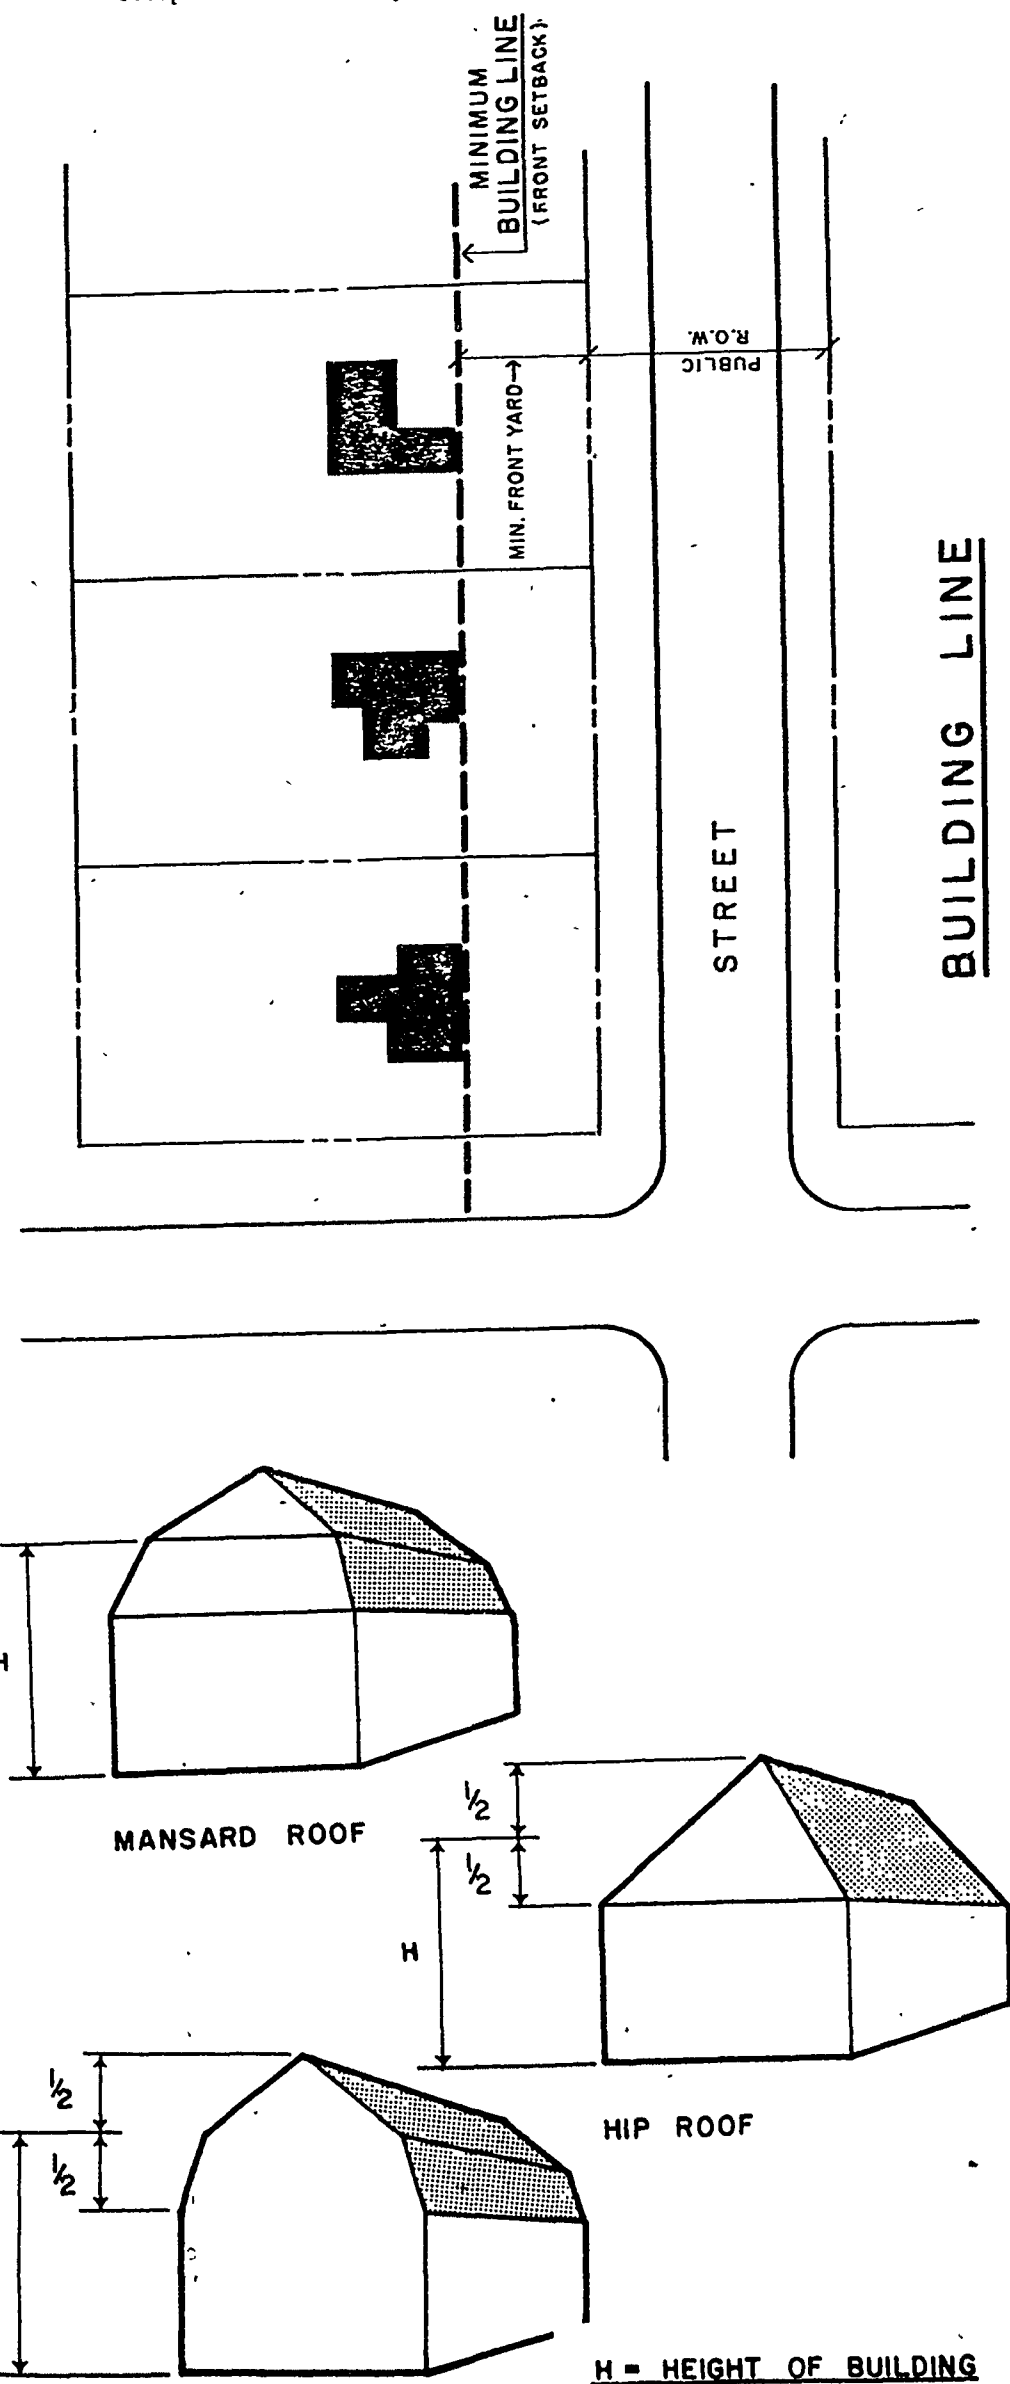 MINIMUM
BUILDING LINE
(FRONT SETBACK)
MIN. FRONT YARD
PUBLIC
R.O.W.
STREET
BUILDING LINE
H
MANSARD ROOF
1/2
1/2
H
HIP ROOF
1/2
1/2
H = HEIGHT OF BUILDING